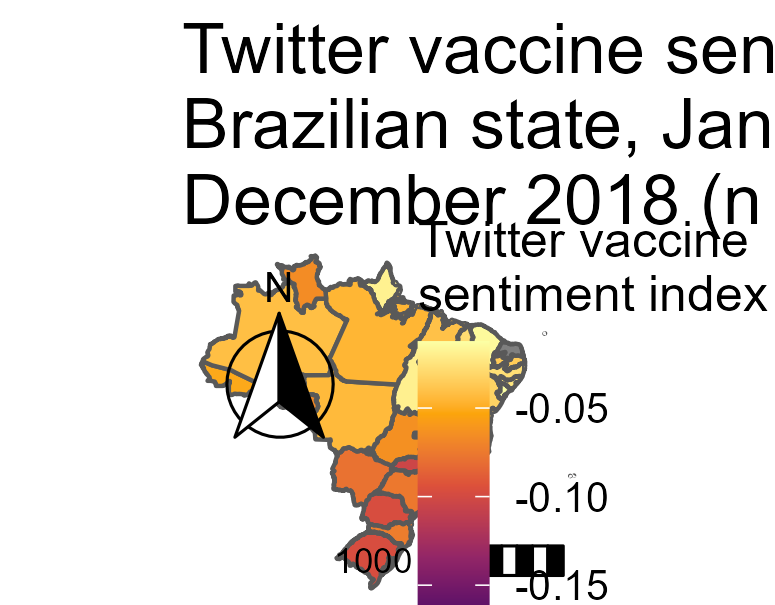 Twitter vaccine sen
Brazilian state, Jan
December 2018 (n
Twitter vaccine
sentiment index
N
-0.05
-0.10
1000
-0.15